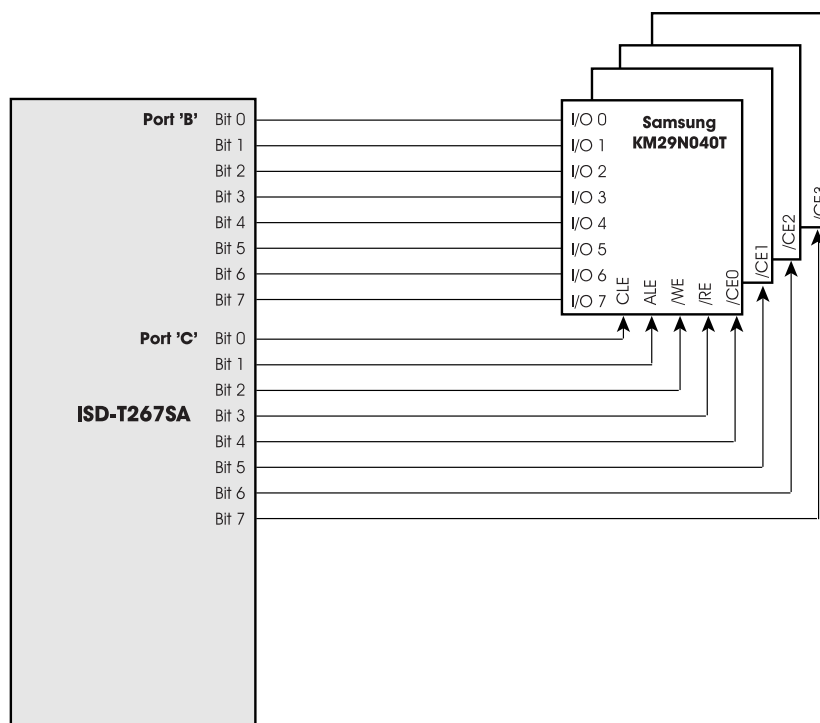 Port 'B' Bit 0
Bit 1
Bit 2
Bit 3
Bit 4
Bit 5
Bit 6
Bit 7
Port 'C' Bit 0
Bit 1
Bit 2
Bit 3
Bit 4
Bit 5
Bit 6
Bit 7
ISD-T267SA
I/O 0
I/O 1
I/O 2
I/O 3
I/O 4
I/O 5
I/O 6
I/O 7
Samsung
KM29N040T
CLE
ALE
/WE
/RE
/CE0
/CE1
/CE2
/CE3